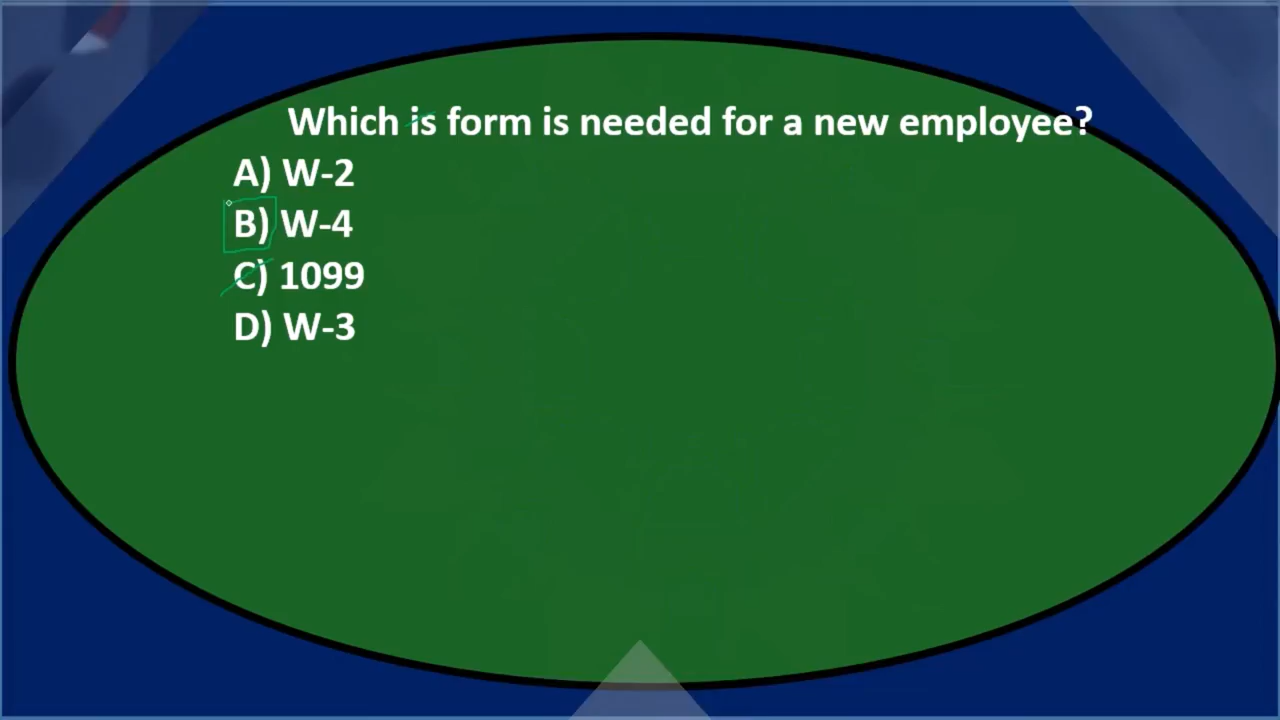 Which is form is needed for a new employee?
A) W-2
B) W-4
C) 1099
D) W-3